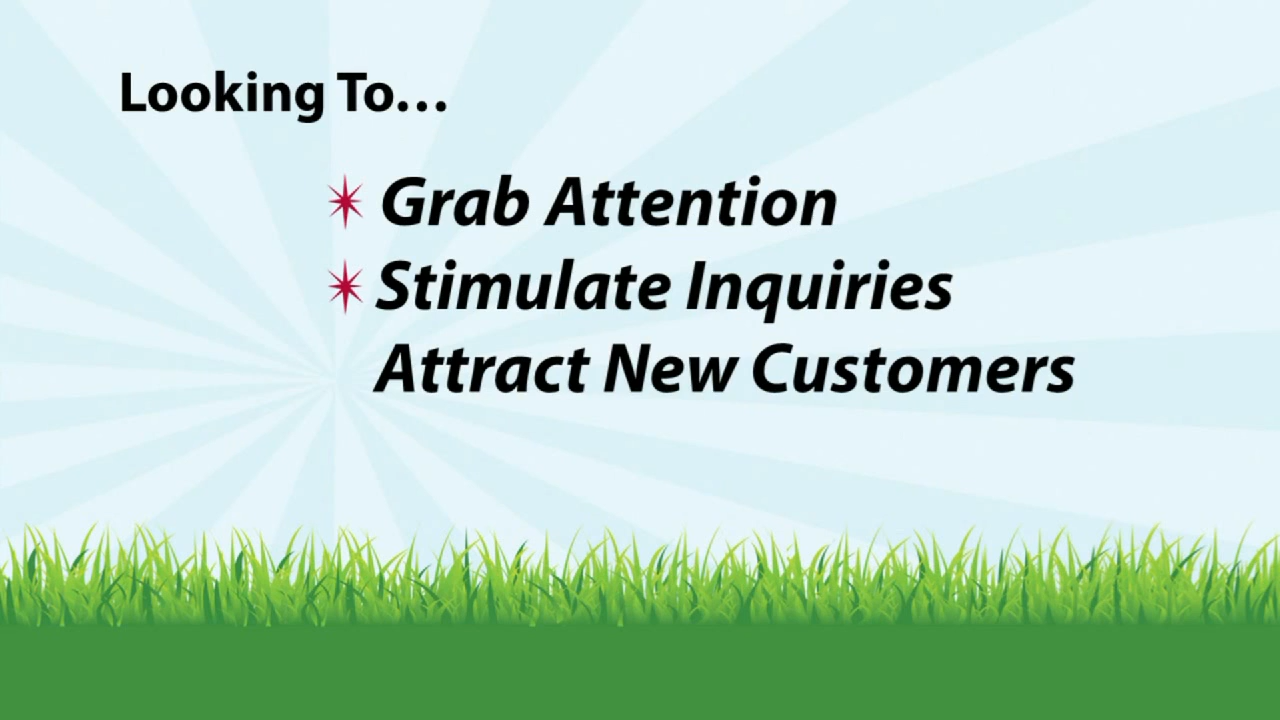 Looking To…
✶ Grab Attention
✶ Stimulate Inquiries
Attract New Customers